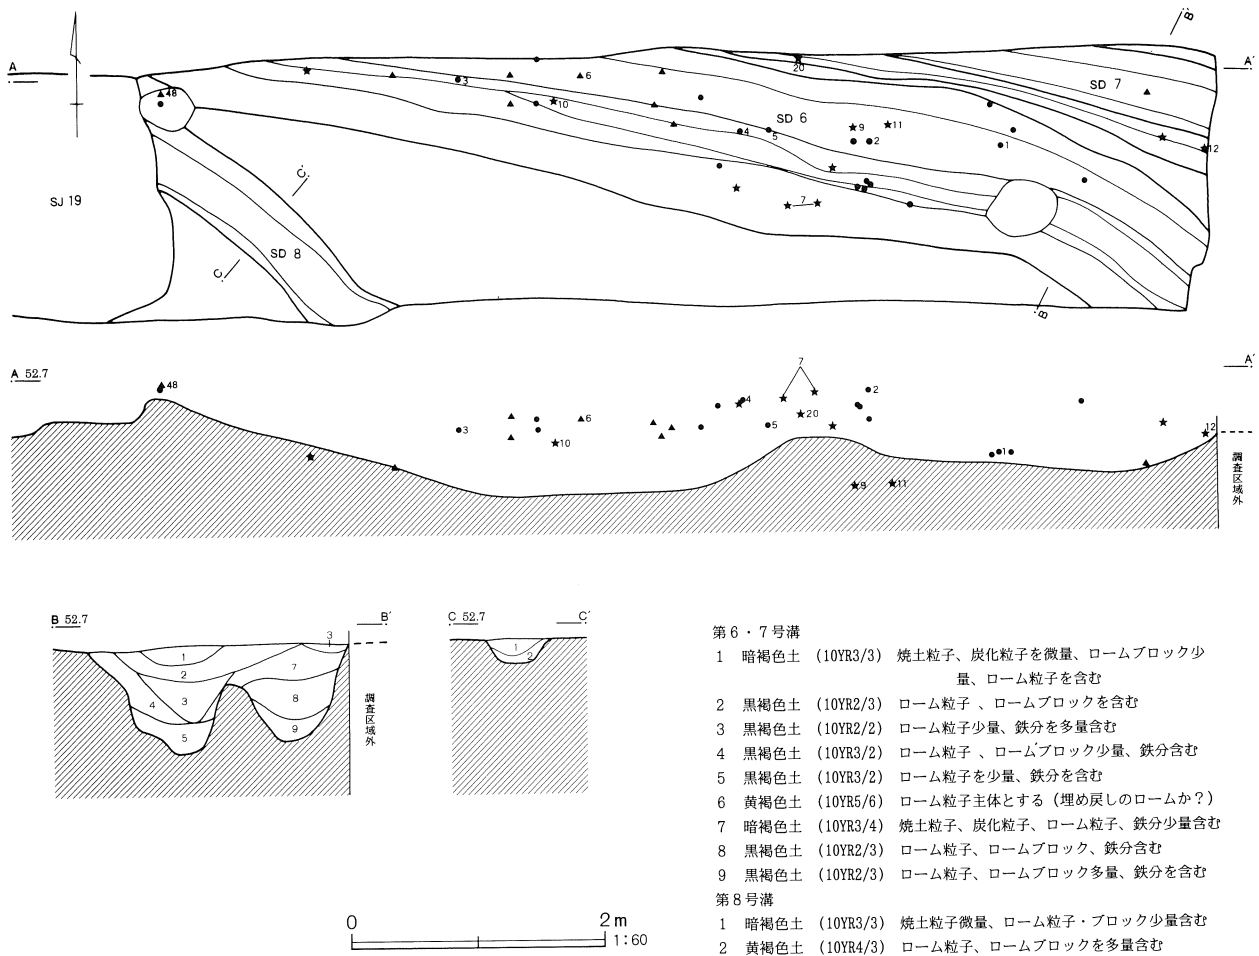 B′
A
A′
48
20
SD 7
6
3
10
SD 6
9
11
4
5
2
1
12
SJ 19
C′
7
SD 8
C
B
A 52.7
A′
7
48
2
4
20
6
5
3
10
12
1
9
11
調査区域外
B 52.7
B′
C 52.7
C′
3
1
2
7
4
3
8
5
9
調査区域外
1
2
第6・7号溝
1 暗褐色土 (10YR3/3) 焼土粒子、炭化粒子を微量、ロームブロック少
量、ローム粒子を含む
2 黒褐色土 (10YR2/3) ローム粒子、ロームブロックを含む
3 黒褐色土 (10YR2/2) ローム粒子少量、鉄分を多量含む
4 黒褐色土 (10YR3/2) ローム粒子、ロームブロック少量、鉄分含む
5 黒褐色土 (10YR3/2) ローム粒子を少量、鉄分を含む
6 黄褐色土 (10YR5/6) ローム粒子主体とする (埋め戻しのロームか?)
7 暗褐色土 (10YR3/4) 焼土粒子、炭化粒子、ローム粒子、鉄分少量含む
8 黒褐色土 (10YR2/3) ローム粒子、ロームブロック、鉄分含む
9 黒褐色土 (10YR2/3) ローム粒子、ロームブロック多量、鉄分を含む
第8号溝
1 暗褐色土 (10YR3/3) 焼土粒子微量、ローム粒子・ブロック少量含む
2 黄褐色土 (10YR4/3) ローム粒子、ロームブロックを多量含む
0 2m
1:60